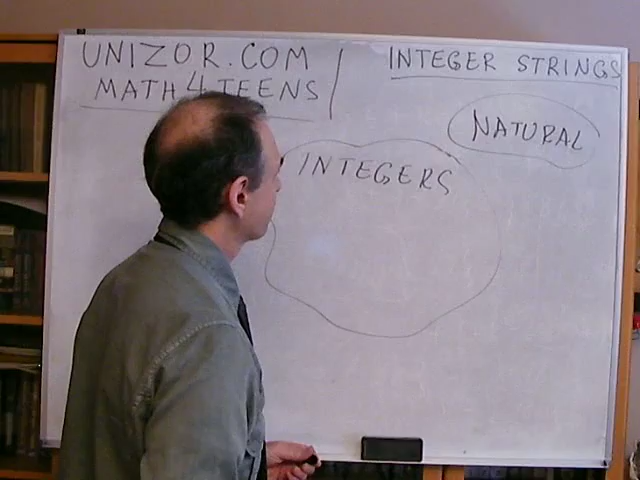 UNIZOR.COM
MATH4TEENS
INTEGER STRINGS
NATURAL
INTEGERS